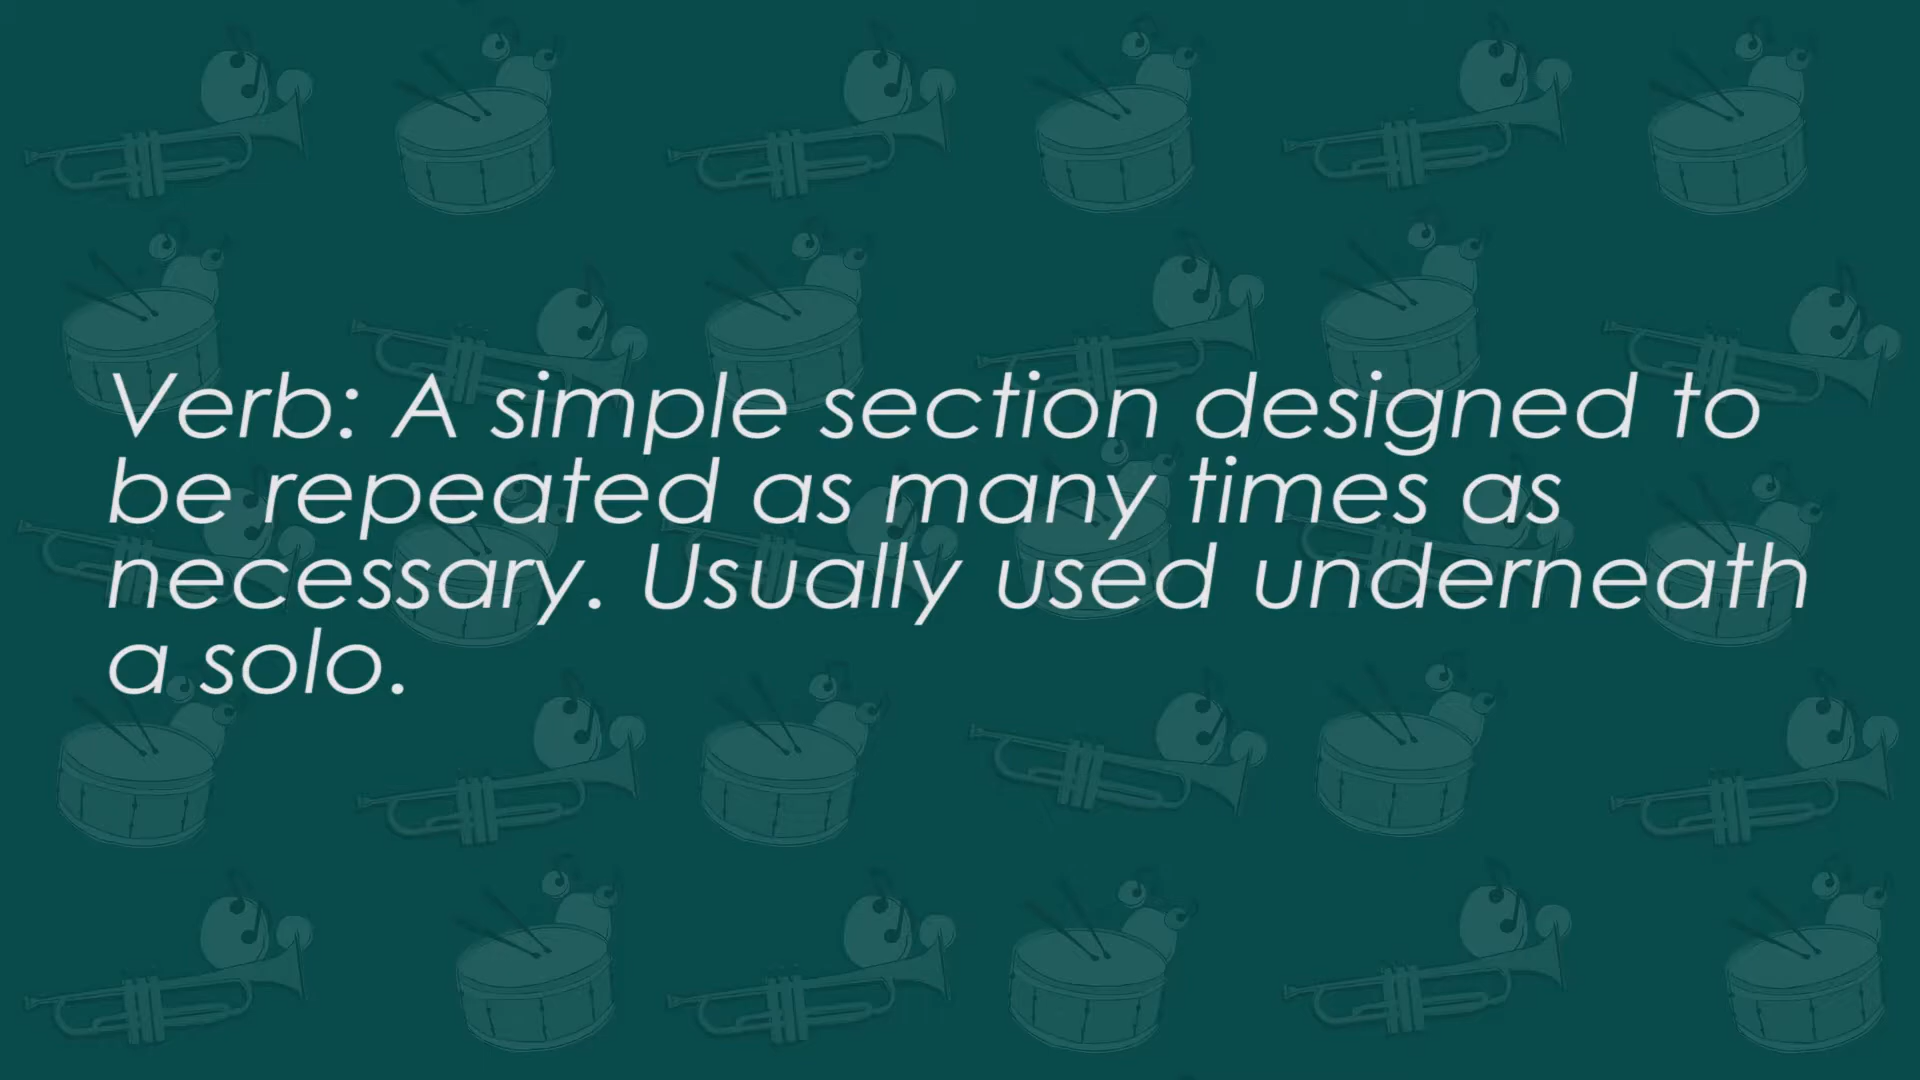 Verb: A simple section designed to
be repeated as many times as
necessary. Usually used underneath
a solo.